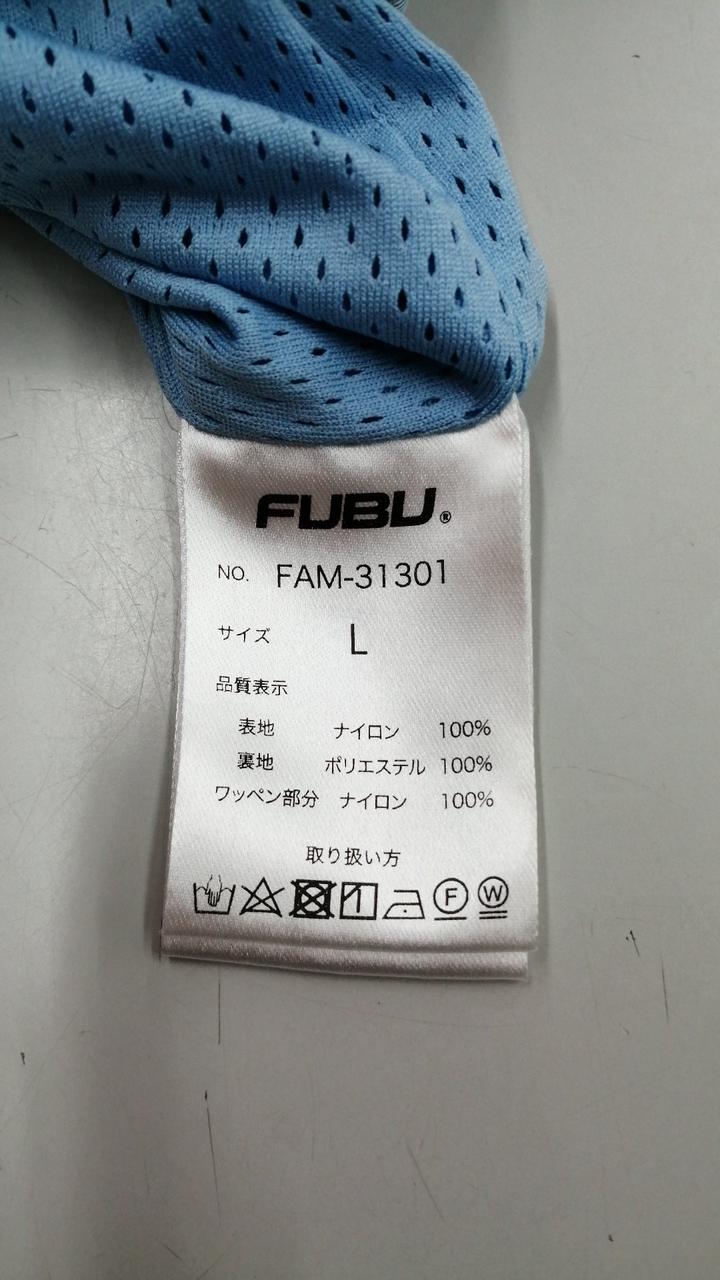 FUBU®
NO. FAM-31301
サイズ L
品質表示
表地 ナイロン 100%
裏地 ポリエステル 100%
ワッペン部分 ナイロン 100%
取り扱い方
F W